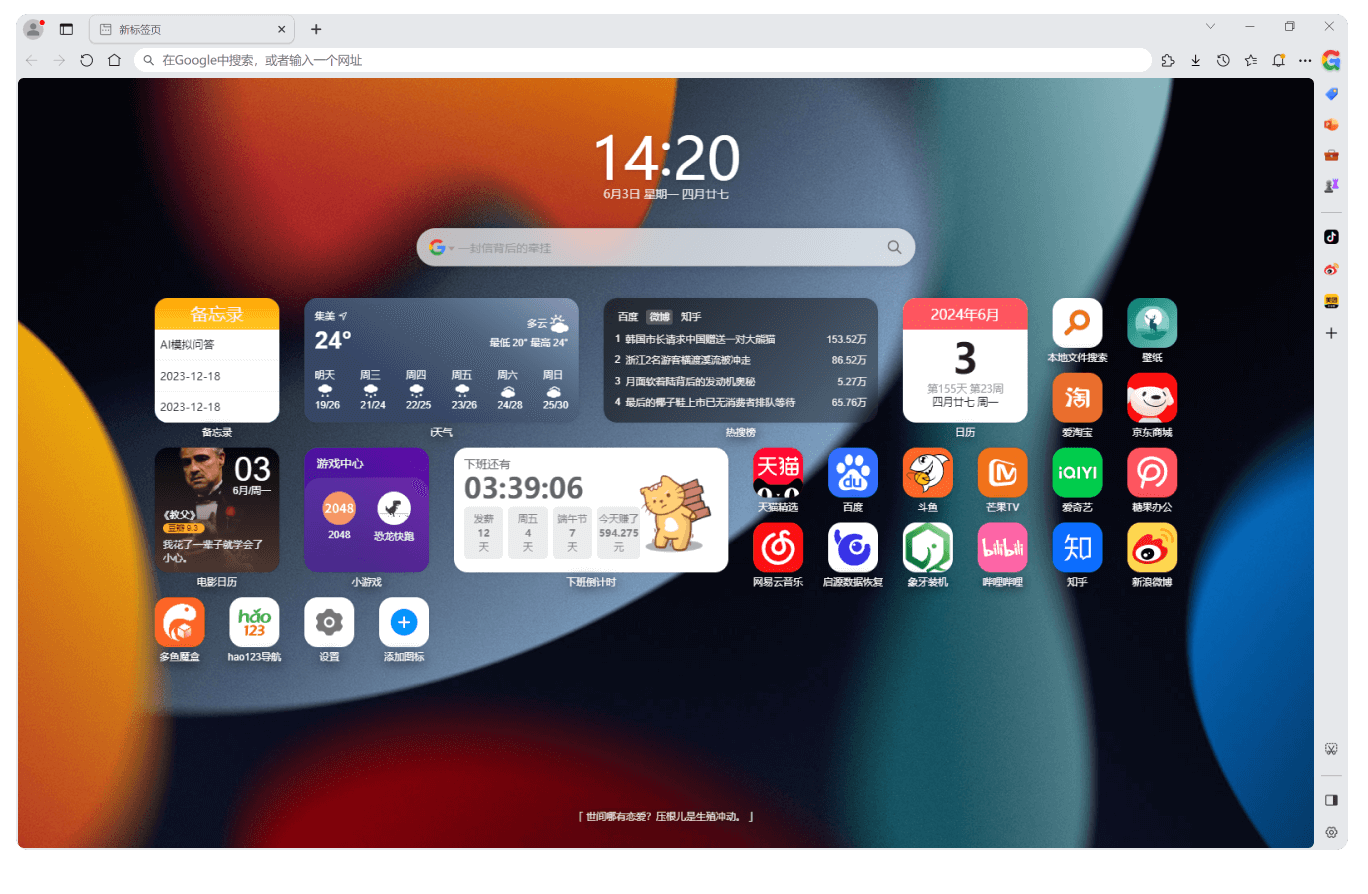 新标签页
在Google中搜索，或者输入一个网址
14:20
6月3日 星期一 四月廿七
一封信背后的牵挂
备忘录
AI模拟问答
2023-12-18
2023-12-18
备忘录
集美
24°
多云
最低 20° 最高 24°
明天 周三 周四 周五 周六 周日
19/26 21/24 22/25 23/26 24/28 25/30
i天气
百度 微博 知乎
1 韩国市长请求中国赠送一对大熊猫 153.52万
2 浙江2名游客横渡溪流被冲走 86.52万
3 月面软着陆背后的发动机奥秘 5.27万
4 最后的椰子鞋上市已无消费者排队等待 65.76万
热搜榜
2024年6月
3
第155天 第23周
四月廿七 周一
日历
本地文件搜索
壁纸
淘
爱淘宝
京东商城
03
6月/周一
《教父》
豆瓣 9.3
我花了一辈子就学会了
小心。
电影日历
游戏中心
2048
2048
恐龙快跑
小游戏
下班还有
03:39:06
发薪 周五 端午节 今天赚了
12 4 7 594.275
天 天 天 元
下班倒计时
天猫
天猫精选
du
百度
斗鱼
芒果TV
iQIYI
爱奇艺
糖果办公
网易云音乐
启源数据恢复
象牙装机
bilibili
哔哩哔哩
知
知乎
新浪微博
多鱼魔盒
hǎo
123
hao123导航
设置
添加图标
「 世间哪有恋爱？压根儿是生殖冲动。 」